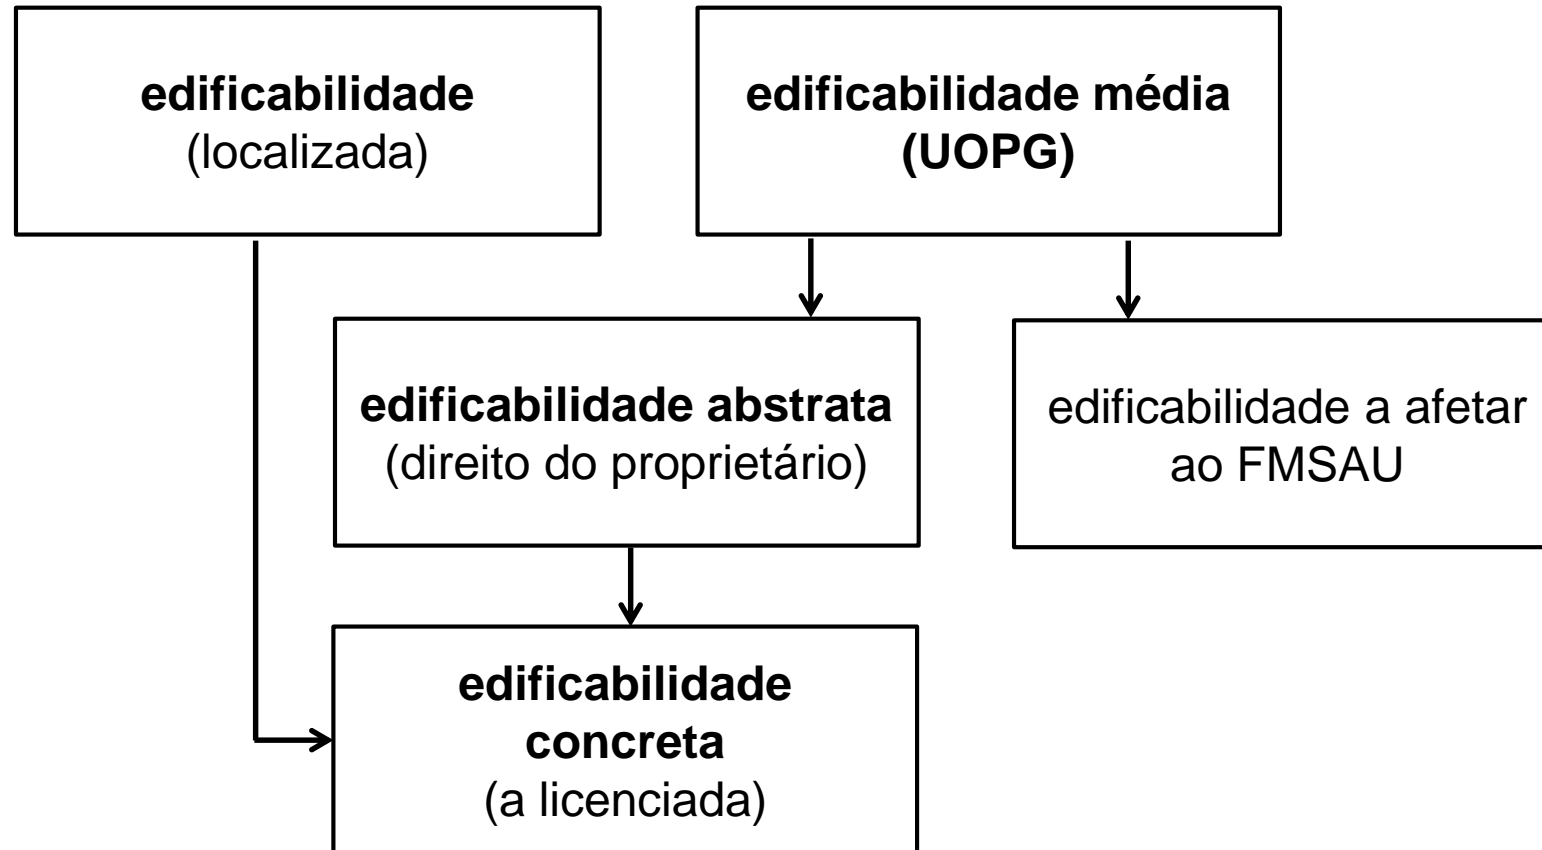 edificabilidade
(localizada)
edificabilidade média
(UOPG)
edificabilidade abstrata
(direito do proprietário)
edificabilidade a afetar
ao FMSAU
edificabilidade
concreta
(a licenciada)